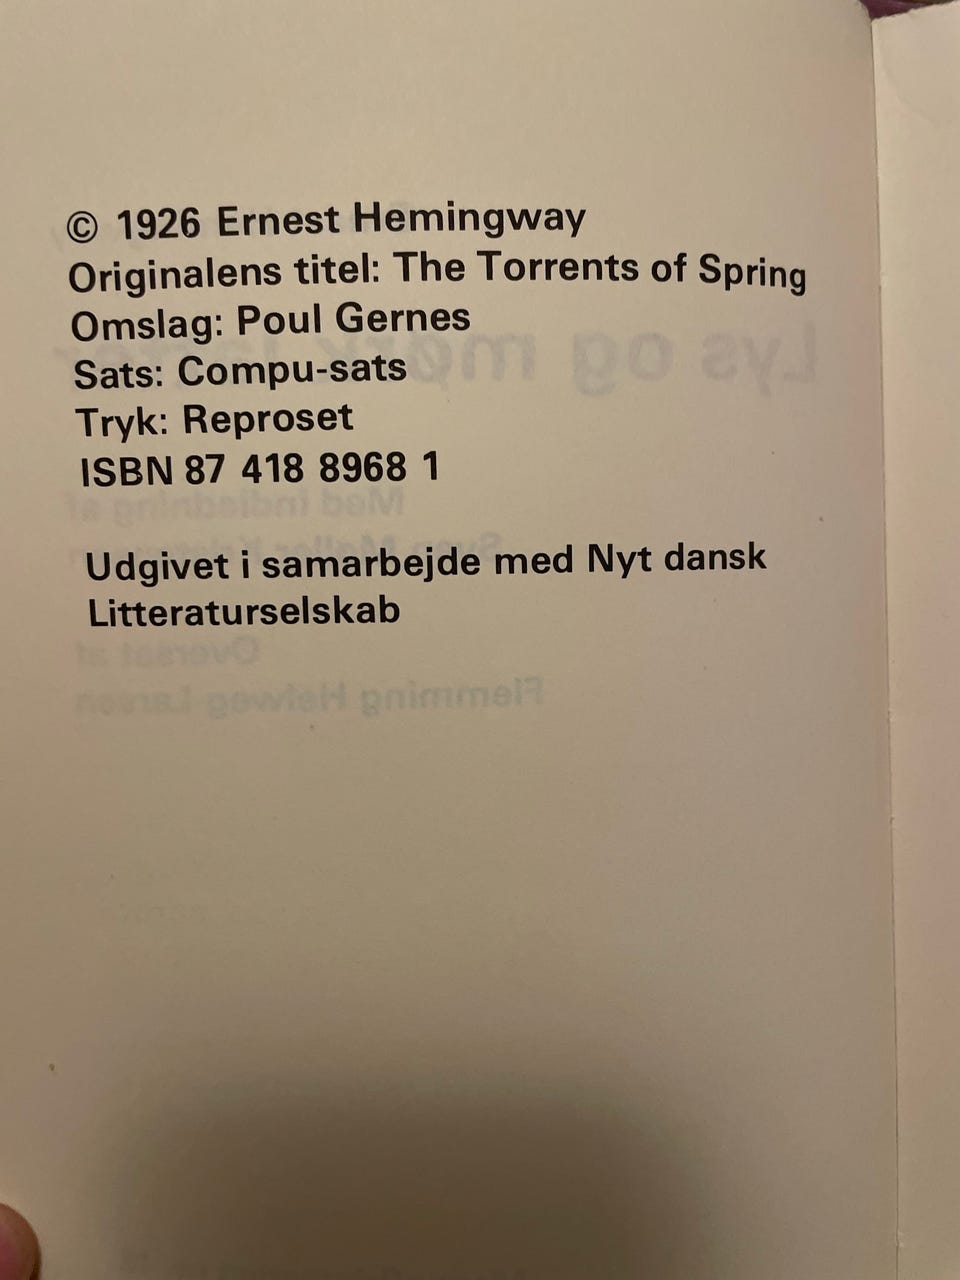 © 1926 Ernest Hemingway
Originalens titel: The Torrents of Spring
Omslag: Poul Gernes
Sats: Compu-sats
Tryk: Reproset
ISBN 87 418 8968 1
Udgivet i samarbejde med Nyt dansk
Litteraturselskab